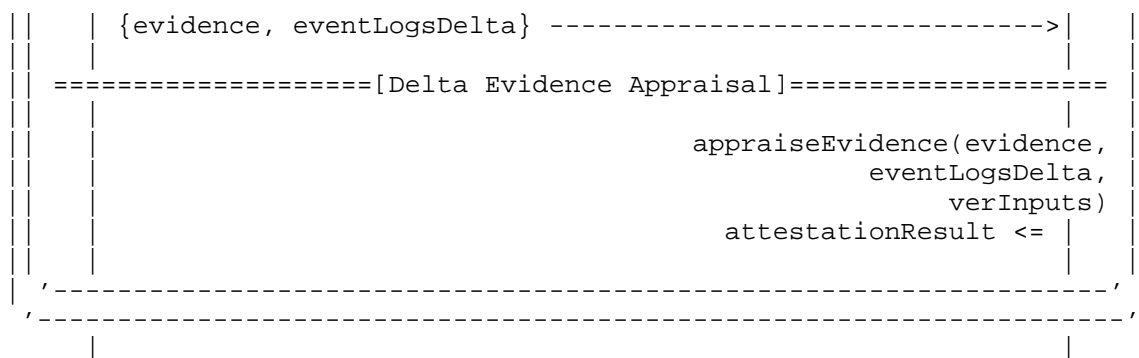 {evidence, eventLogsDelta} ------------------------------->
====================[Delta Evidence Appraisal]====================
appraiseEvidence(evidence,
eventLogsDelta,
verInputs)
attestationResult <=